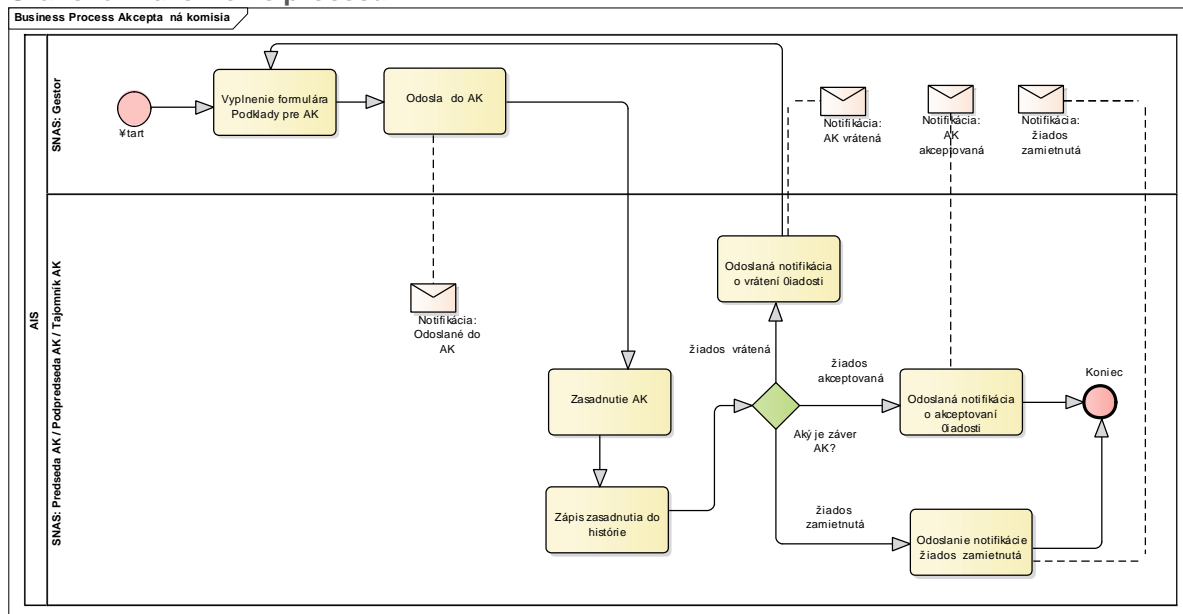 Business Process Akcepta ná komisia
AIS
SNAS: Gestor
¥tart
Vyplnenie formulára
Podklady pre AK
Odosla do AK
Notifikácia:
AK vrátená
Notifikácia:
AK
akceptovaná
Notifikácia:
žiados
zamietnutá
SNAS: Predseda AK / Podpredseda AK / Tajomník AK
Notifikácia:
Odoslané do
AK
Odoslaná notifikácia
o vrátení 0iadosti
žiados vrátená
žiados
akceptovaná
Koniec
Zasadnutie AK
Odoslaná notifikácia
o akceptovaní
0iadosti
Aký je záver
AK?
Zápis zasadnutia do
histórie
žiados
zamietnutá
Odoslanie notifikácie
žiados zamietnutá